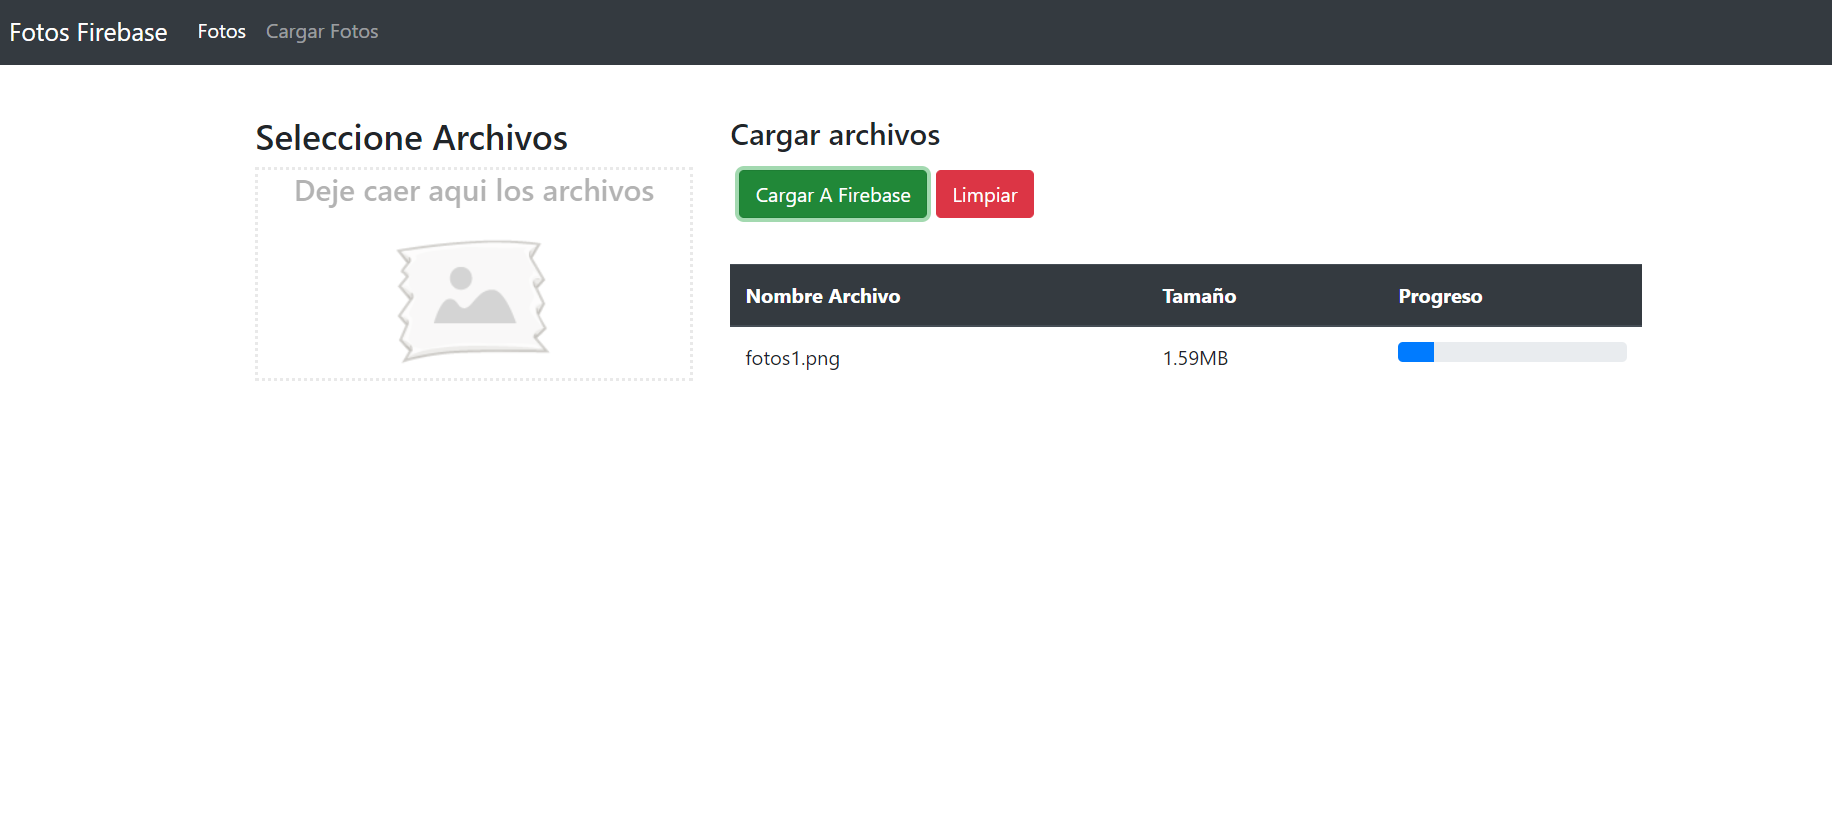 Fotos Firebase Fotos Cargar Fotos
Seleccione Archivos
Deje caer aqui los archivos
Cargar archivos
Cargar A Firebase Limpiar
Nombre Archivo Tamaño Progreso
fotos1.png 1.59MB